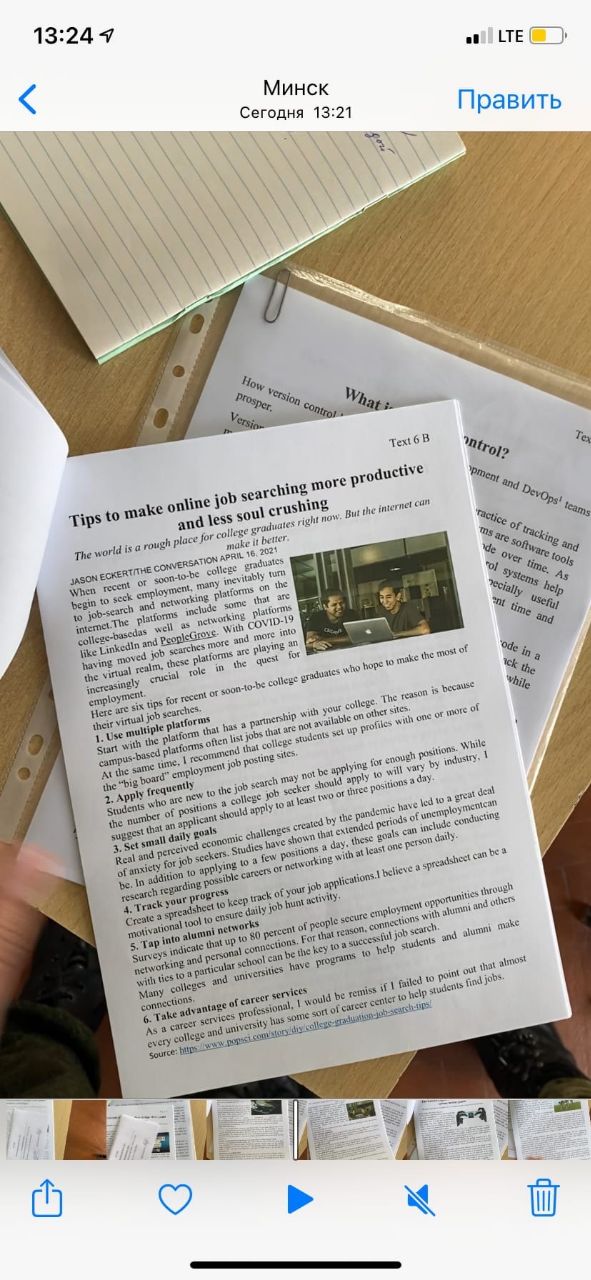 13:24
LTE
Минск
Сегодня 13:21
Править
What
How version control
prosper.
Version
Text 6 B
ontrol?
opment and DevOps¹ teams
ractice of tracking and
ms are software tools
ode over time. As
rol systems help
pecially useful
ent time and
ode in a
ack the
while
Tips to make online job searching more productive
and less soul crushing
The world is a rough place for college graduates right now. But the internet can
make it better.
JASON ECKERT/THE CONVERSATION APRIL 16, 2021
When recent or soon-to-be college graduates
begin to seek employment, many inevitably turn
to job-search and networking platforms on the
internet.The platforms include some that are
college-basedas well as networking platforms
like LinkedIn and PeopleGrove. With COVID-19
having moved job searches more and more into
the virtual realm, these platforms are playing an
increasingly crucial role in the quest for
employment.
Here are six tips for recent or soon-to-be college graduates who hope to make the most of
their virtual job searches.
1. Use multiple platforms
Start with the platform that has a partnership with your college. The reason is because
campus-based platforms often list jobs that are not available on other sites.
At the same time, I recommend that college students set up profiles with one or more of
the “big board” employment job posting sites.
2. Apply frequently
Students who are new to the job search may not be applying for enough positions. While
the number of positions a college job seeker should apply to will vary by industry, I
suggest that an applicant should apply to at least two or three positions a day.
3. Set small daily goals
Real and perceived economic challenges created by the pandemic have led to a great deal
of anxiety for job seekers. Studies have shown that extended periods of unemploymentcan
be. In addition to applying to a few positions a day, these goals can include conducting
research regarding possible careers or networking with at least one person daily.
4. Track your progress
Create a spreadsheet to keep track of your job applications.I believe a spreadsheet can be a
motivational tool to ensure daily job hunt activity.
5. Tap into alumni networks
Surveys indicate that up to 80 percent of people secure employment opportunities through
networking and personal connections. For that reason, connections with alumni and others
with ties to a particular school can be the key to a successful job search.
Many colleges and universities have programs to help students and alumni make
connections.
6. Take advantage of career services
As a career services professional, I would be remiss if I failed to point out that almost
every college and university has some sort of career center to help students find jobs.
Source: https://www.popsci.com/story/diy/college-graduation-job-search-tips/